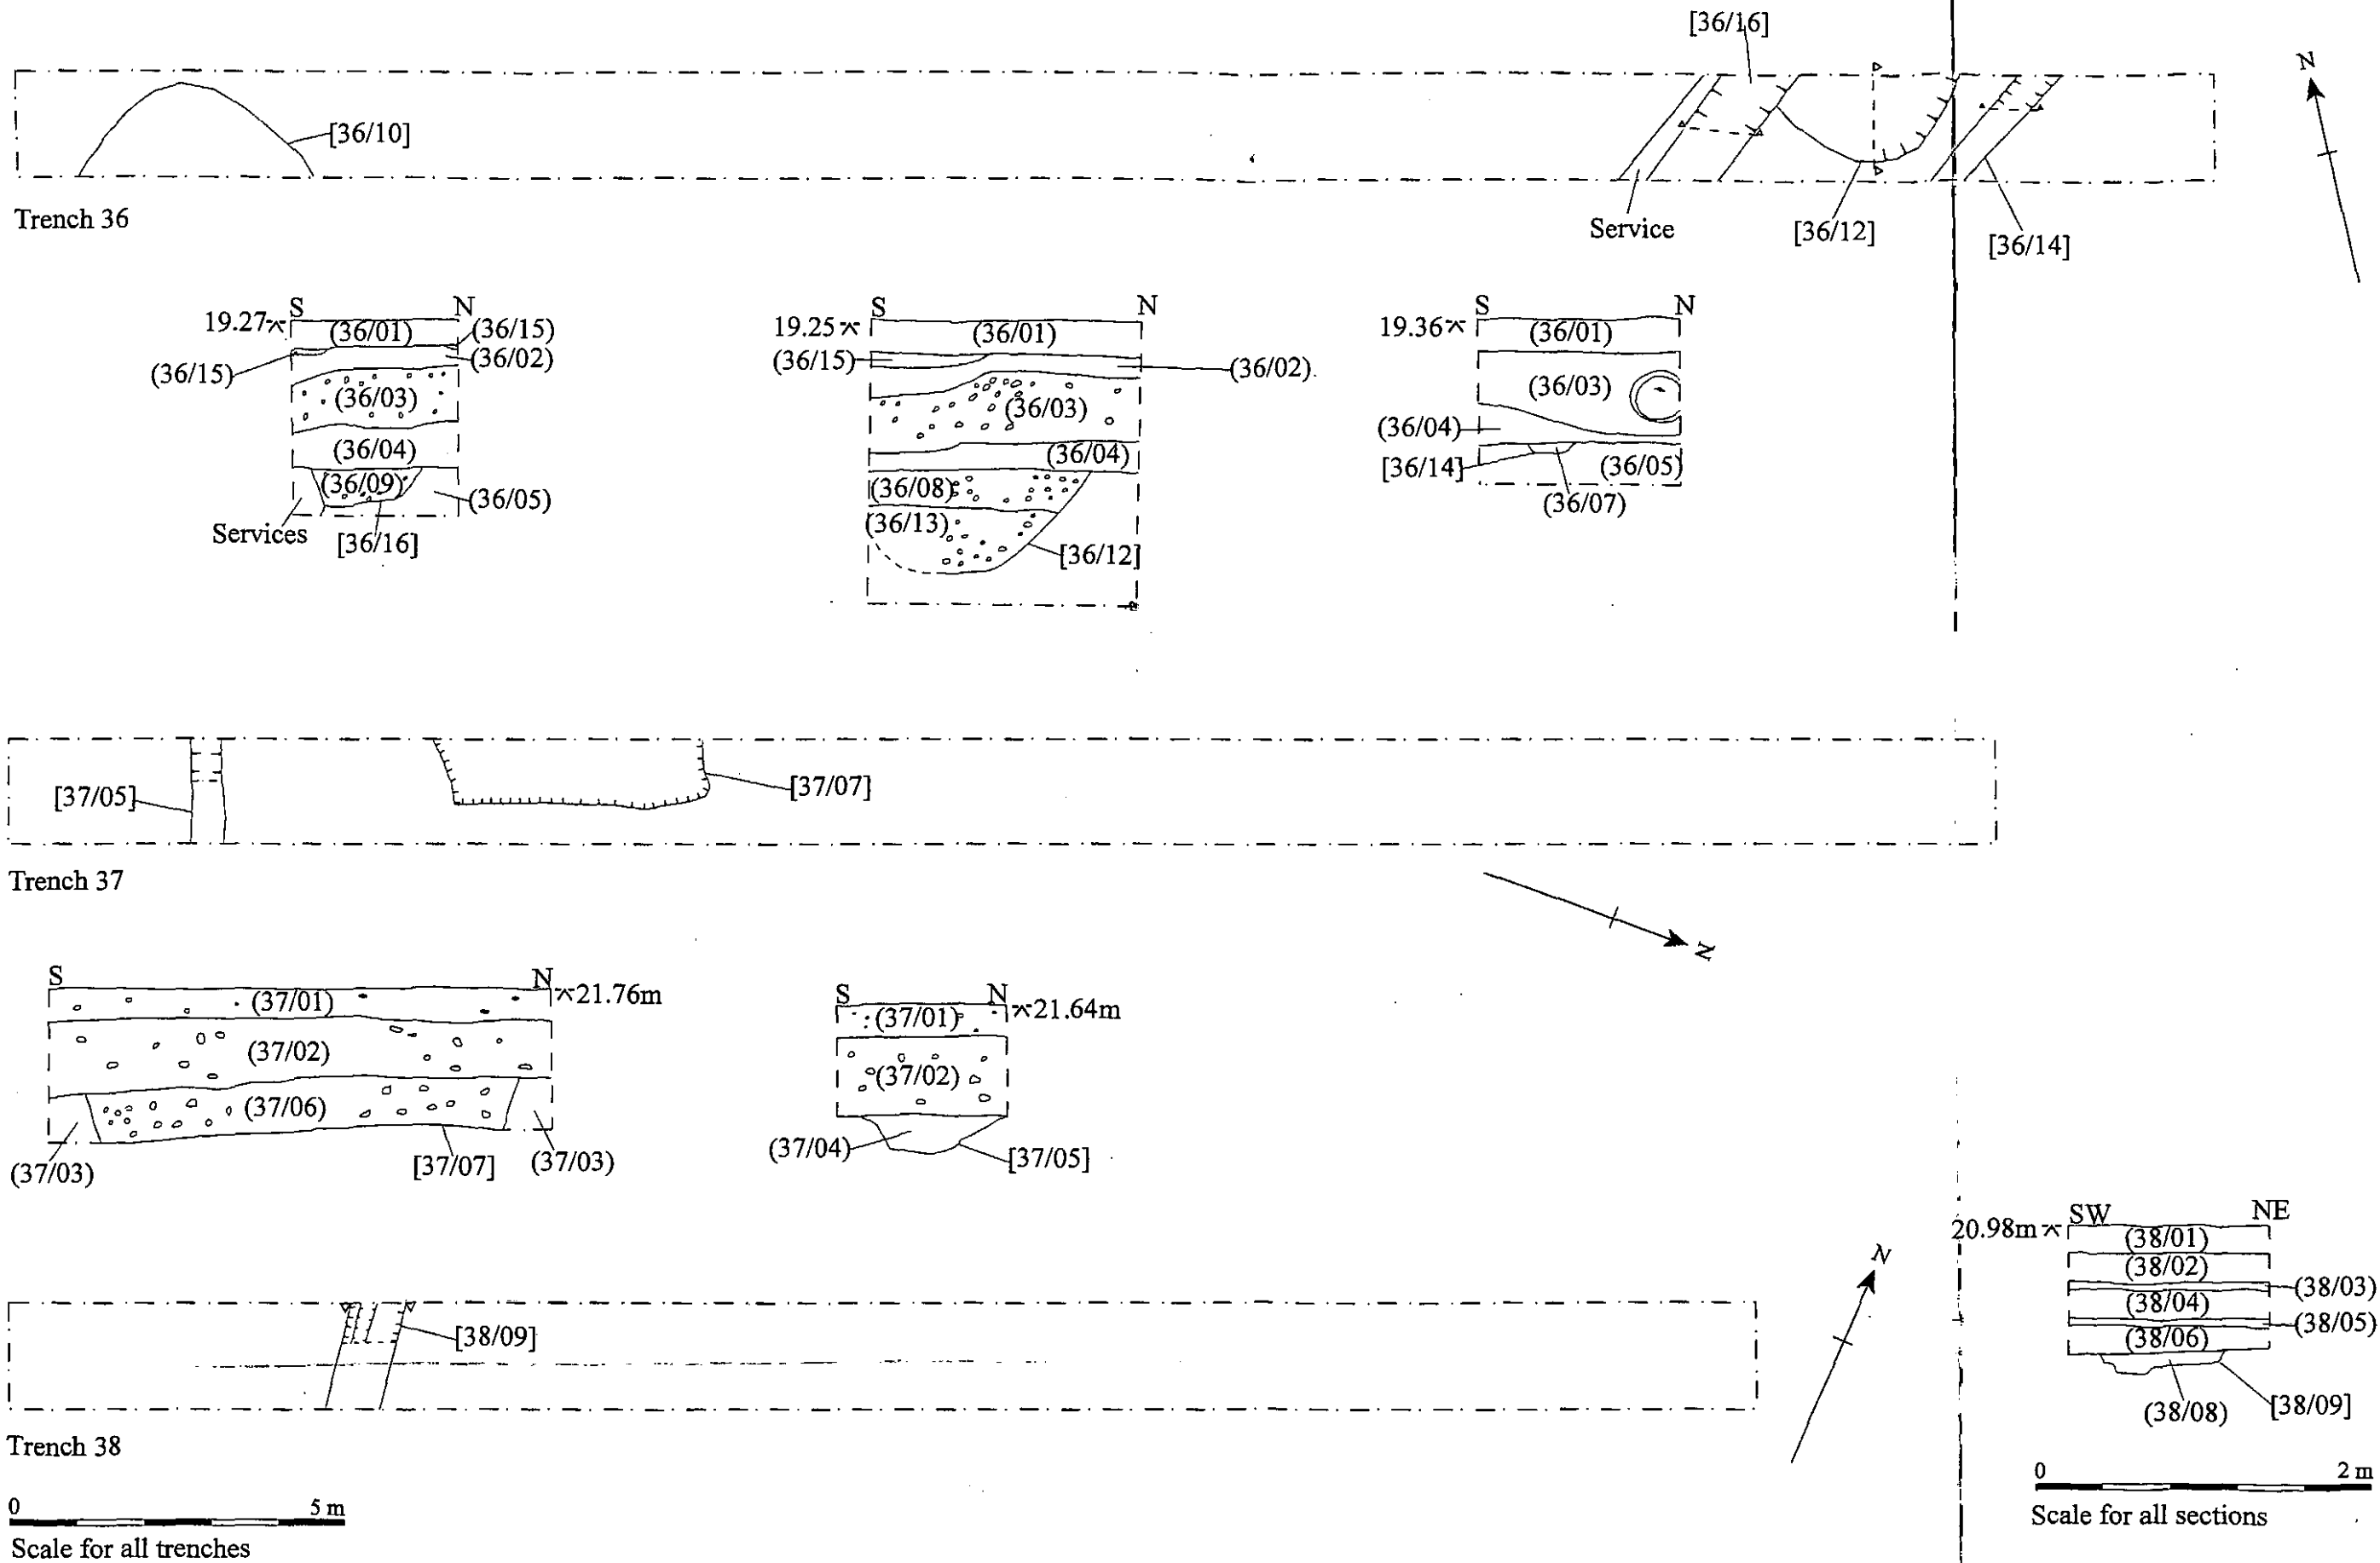 [36/16]
N
[36/10]
Trench 36
Service
[36/12]
[36/14]
S N
19.27
(36/01)
(36/15)
(36/02)
(36/15)
(36/03)
(36/04)
(36/09)
(36/05)
Services
[36/16]
S N
19.25
(36/01)
(36/15)
(36/02)
(36/03)
(36/04)
(36/08)
(36/13)
[36/12]
S N
19.36
(36/01)
(36/03)
(36/04)
[36/14]
(36/05)
(36/07)
[37/05]
[37/07]
Trench 37
N
S N
21.76m
(37/01)
(37/02)
(37/06)
(37/03)
[37/07]
(37/03)
S N
21.64m
(37/01)
(37/02)
(37/04)
[37/05]
N
[38/09]
Trench 38
SW NE
20.98m
(38/01)
(38/02)
(38/03)
(38/04)
(38/05)
(38/06)
(38/08)
[38/09]
0 5 m
Scale for all trenches
0 2 m
Scale for all sections